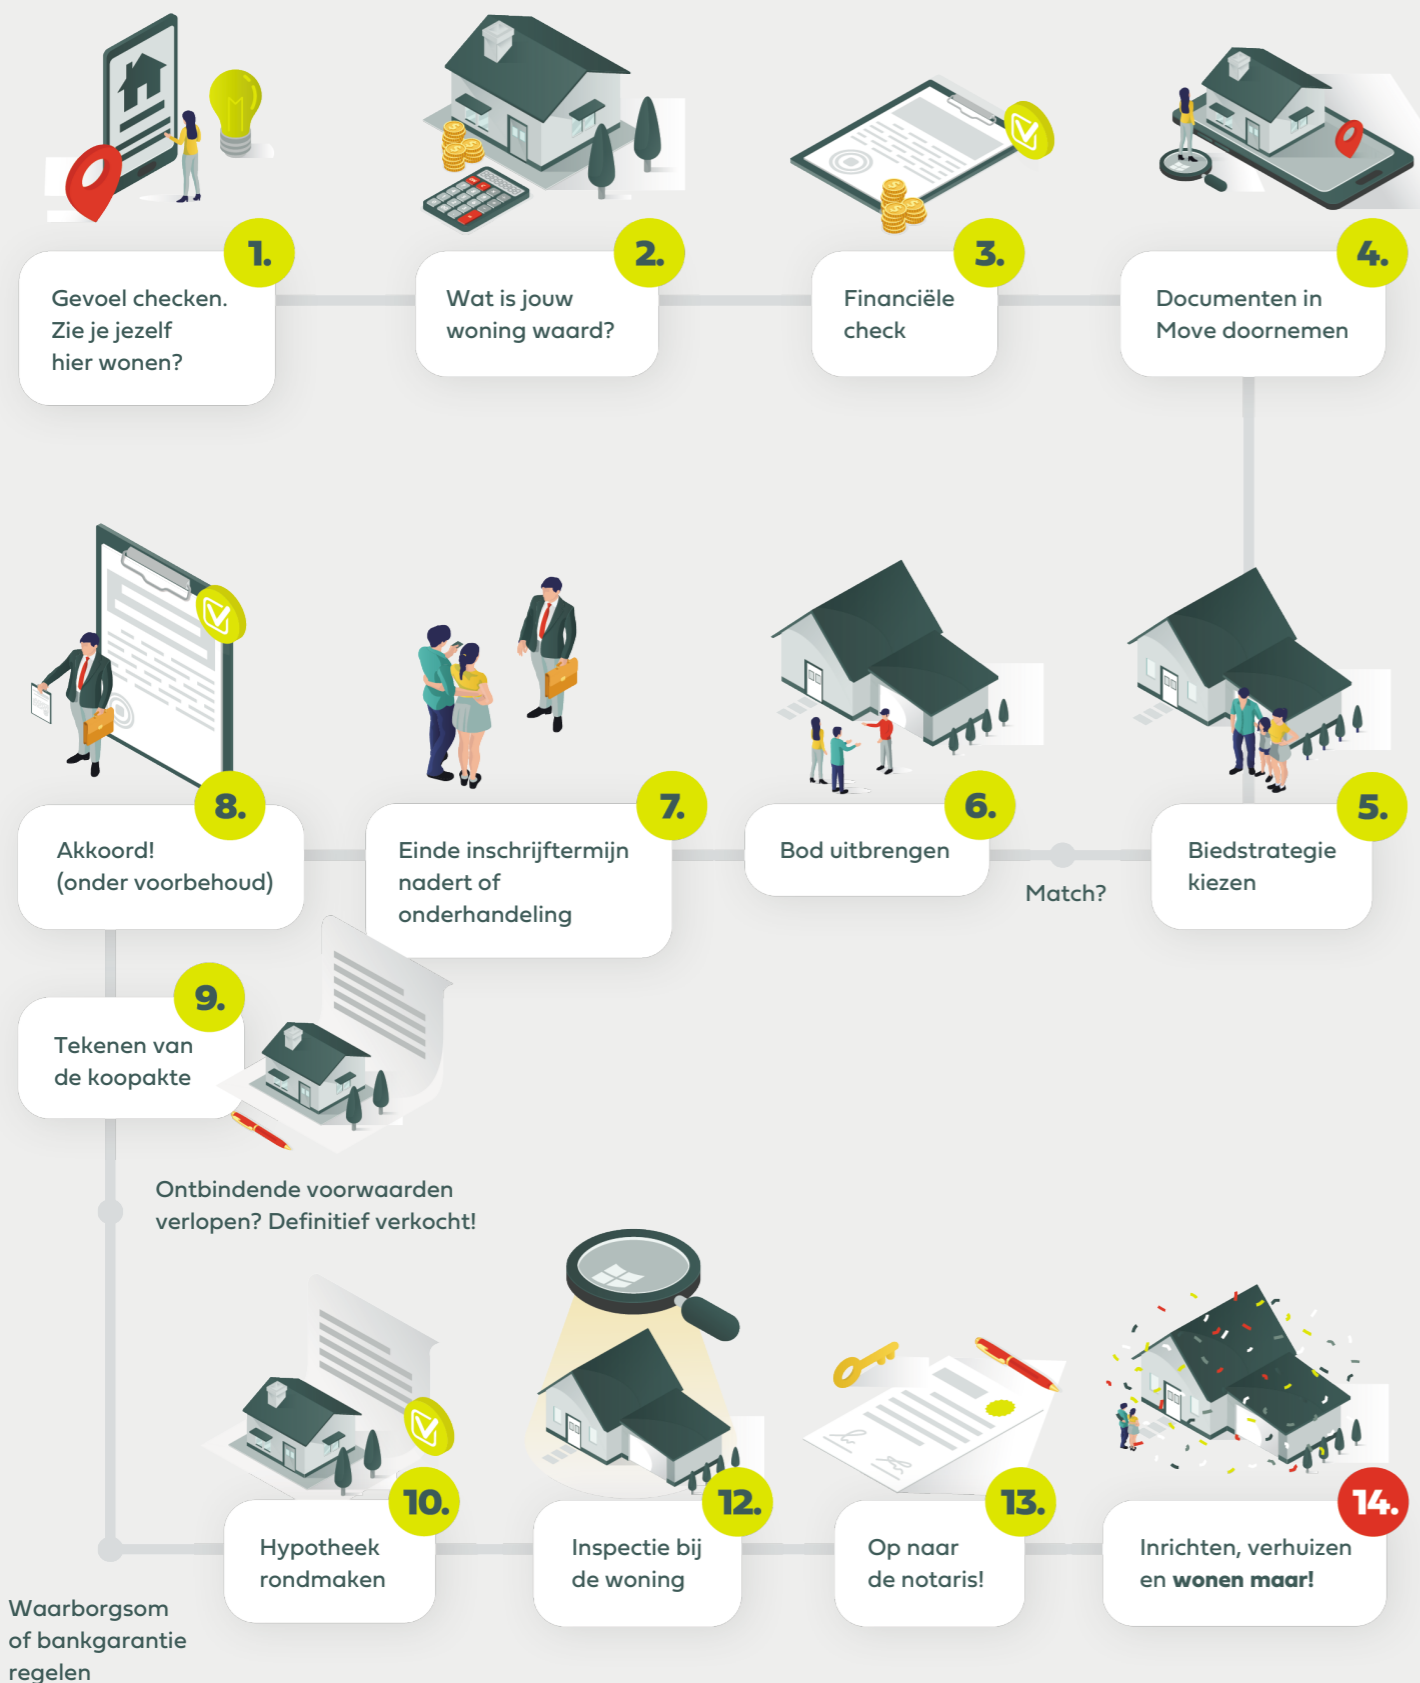 1.
Gevoel checken.
Zie je jezelf
hier wonen?
2.
Wat is jouw
woning waard?
3.
Financiële
check
4.
Documenten in
Move doornemen
5.
Biedstrategie
kiezen
Match?
6.
Bod uitbrengen
7.
Einde inschrijftermijn
nadert of
onderhandeling
8.
Akkoord!
(onder voorbehoud)
9.
Tekenen van
de koopakte
Ontbindende voorwaarden
verlopen? Definitief verkocht!
Waarborgsom
of bankgarantie
regelen
10.
Hypotheek
rondmaken
12.
Inspectie bij
de woning
13.
Op naar
de notaris!
14.
Inrichten, verhuizen
en wonen maar!